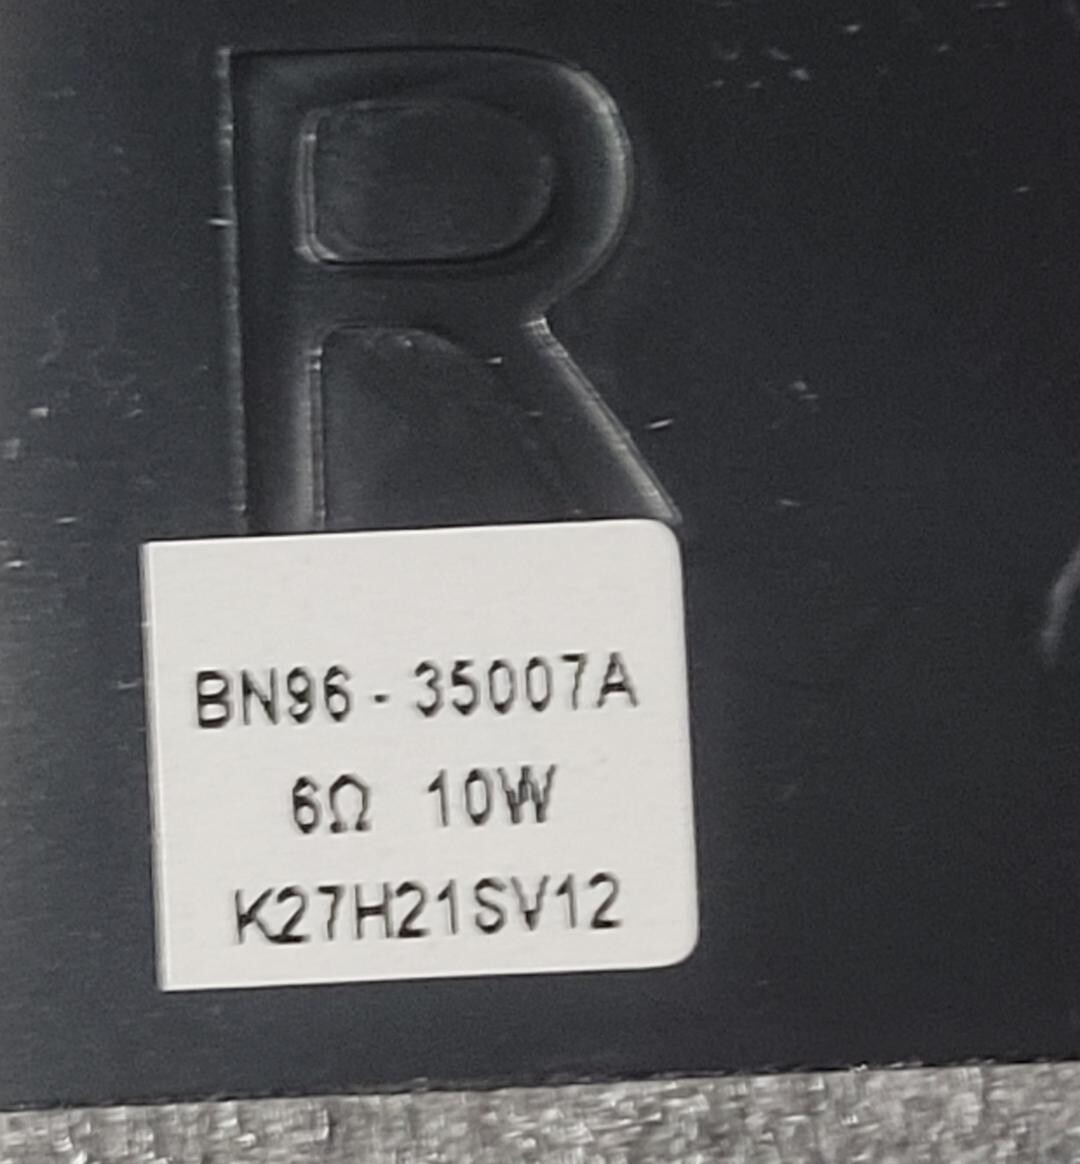 R
BN96 - 35007A
6Ω 10W
K27H21SV12